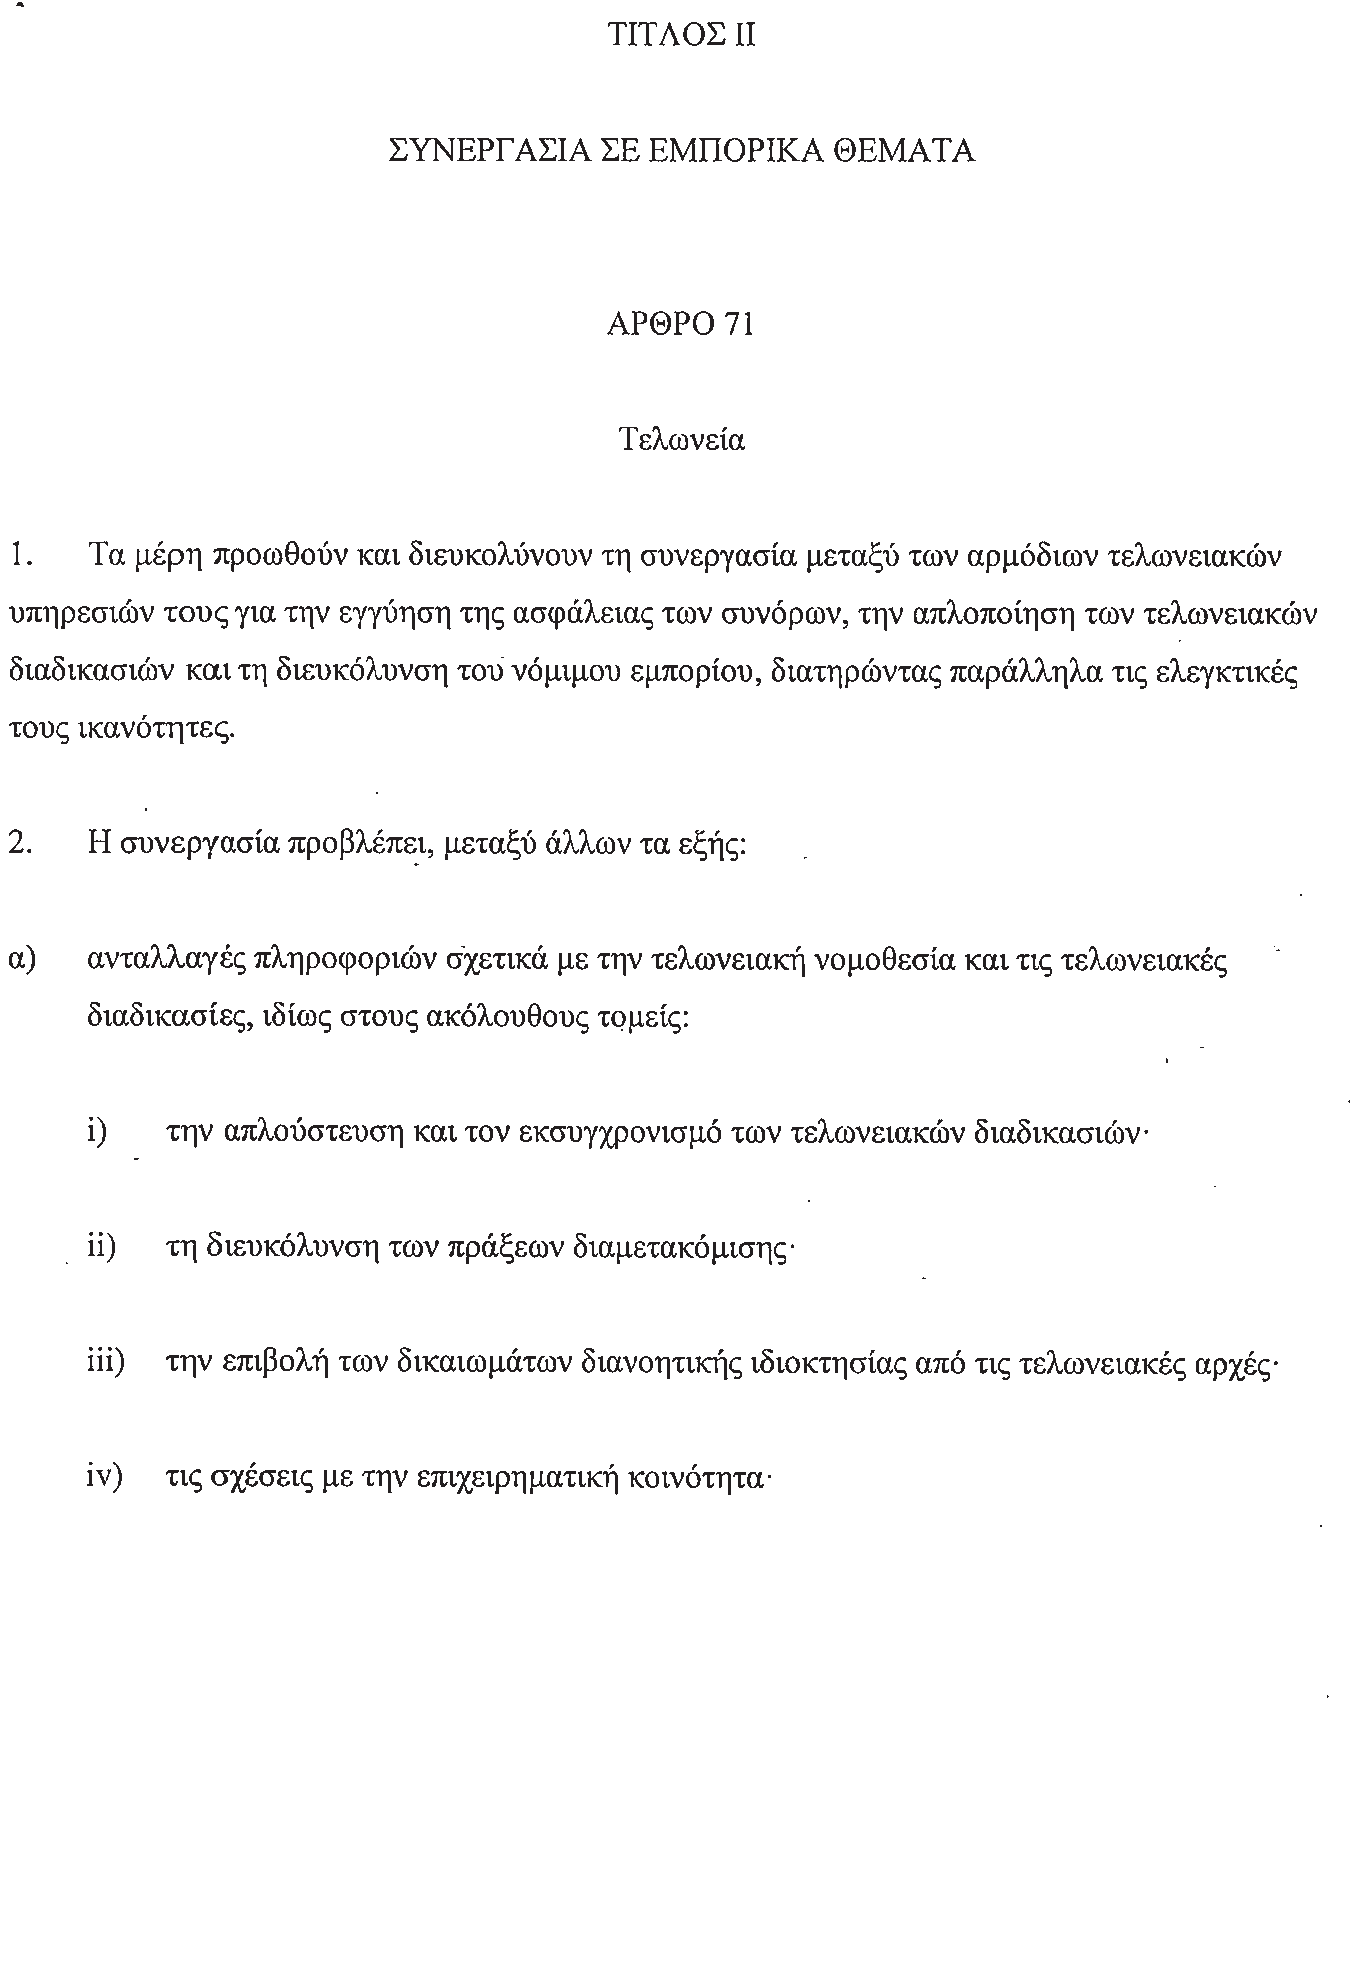 ΤΙΤΛΟΣ ΙΙ
ΣΥΝΕΡΓΑΣΙΑ ΣΕ ΕΜΠΟΡΙΚΑ ΘΕΜΑΤΑ
ΑΡΘΡΟ 71
Τελωνεία
1. Τα μέρη προωθούν και διευκολύνουν τη συνεργασία μεταξύ των αρμόδιων τελωνειακών
υπηρεσιών τους για την εγγύηση της ασφάλειας των συνόρων, την απλοποίηση των τελωνειακών
διαδικασιών και τη διευκόλυνση του νόμιμου εμπορίου, διατηρώντας παράλληλα τις ελεγκτικές
τους ικανότητες.
2. Η συνεργασία προβλέπει, μεταξύ άλλων τα εξής:
α) ανταλλαγές πληροφοριών σχετικά με την τελωνειακή νομοθεσία και τις τελωνειακές
διαδικασίες, ιδίως στους ακόλουθους τομείς:
i) την απλούστευση και τον εκσυγχρονισμό των τελωνειακών διαδικασιών·
ii) τη διευκόλυνση των πράξεων διαμετακόμισης·
iii) την επιβολή των δικαιωμάτων διανοητικής ιδιοκτησίας από τις τελωνειακές αρχές·
iv) τις σχέσεις με την επιχειρηματική κοινότητα·